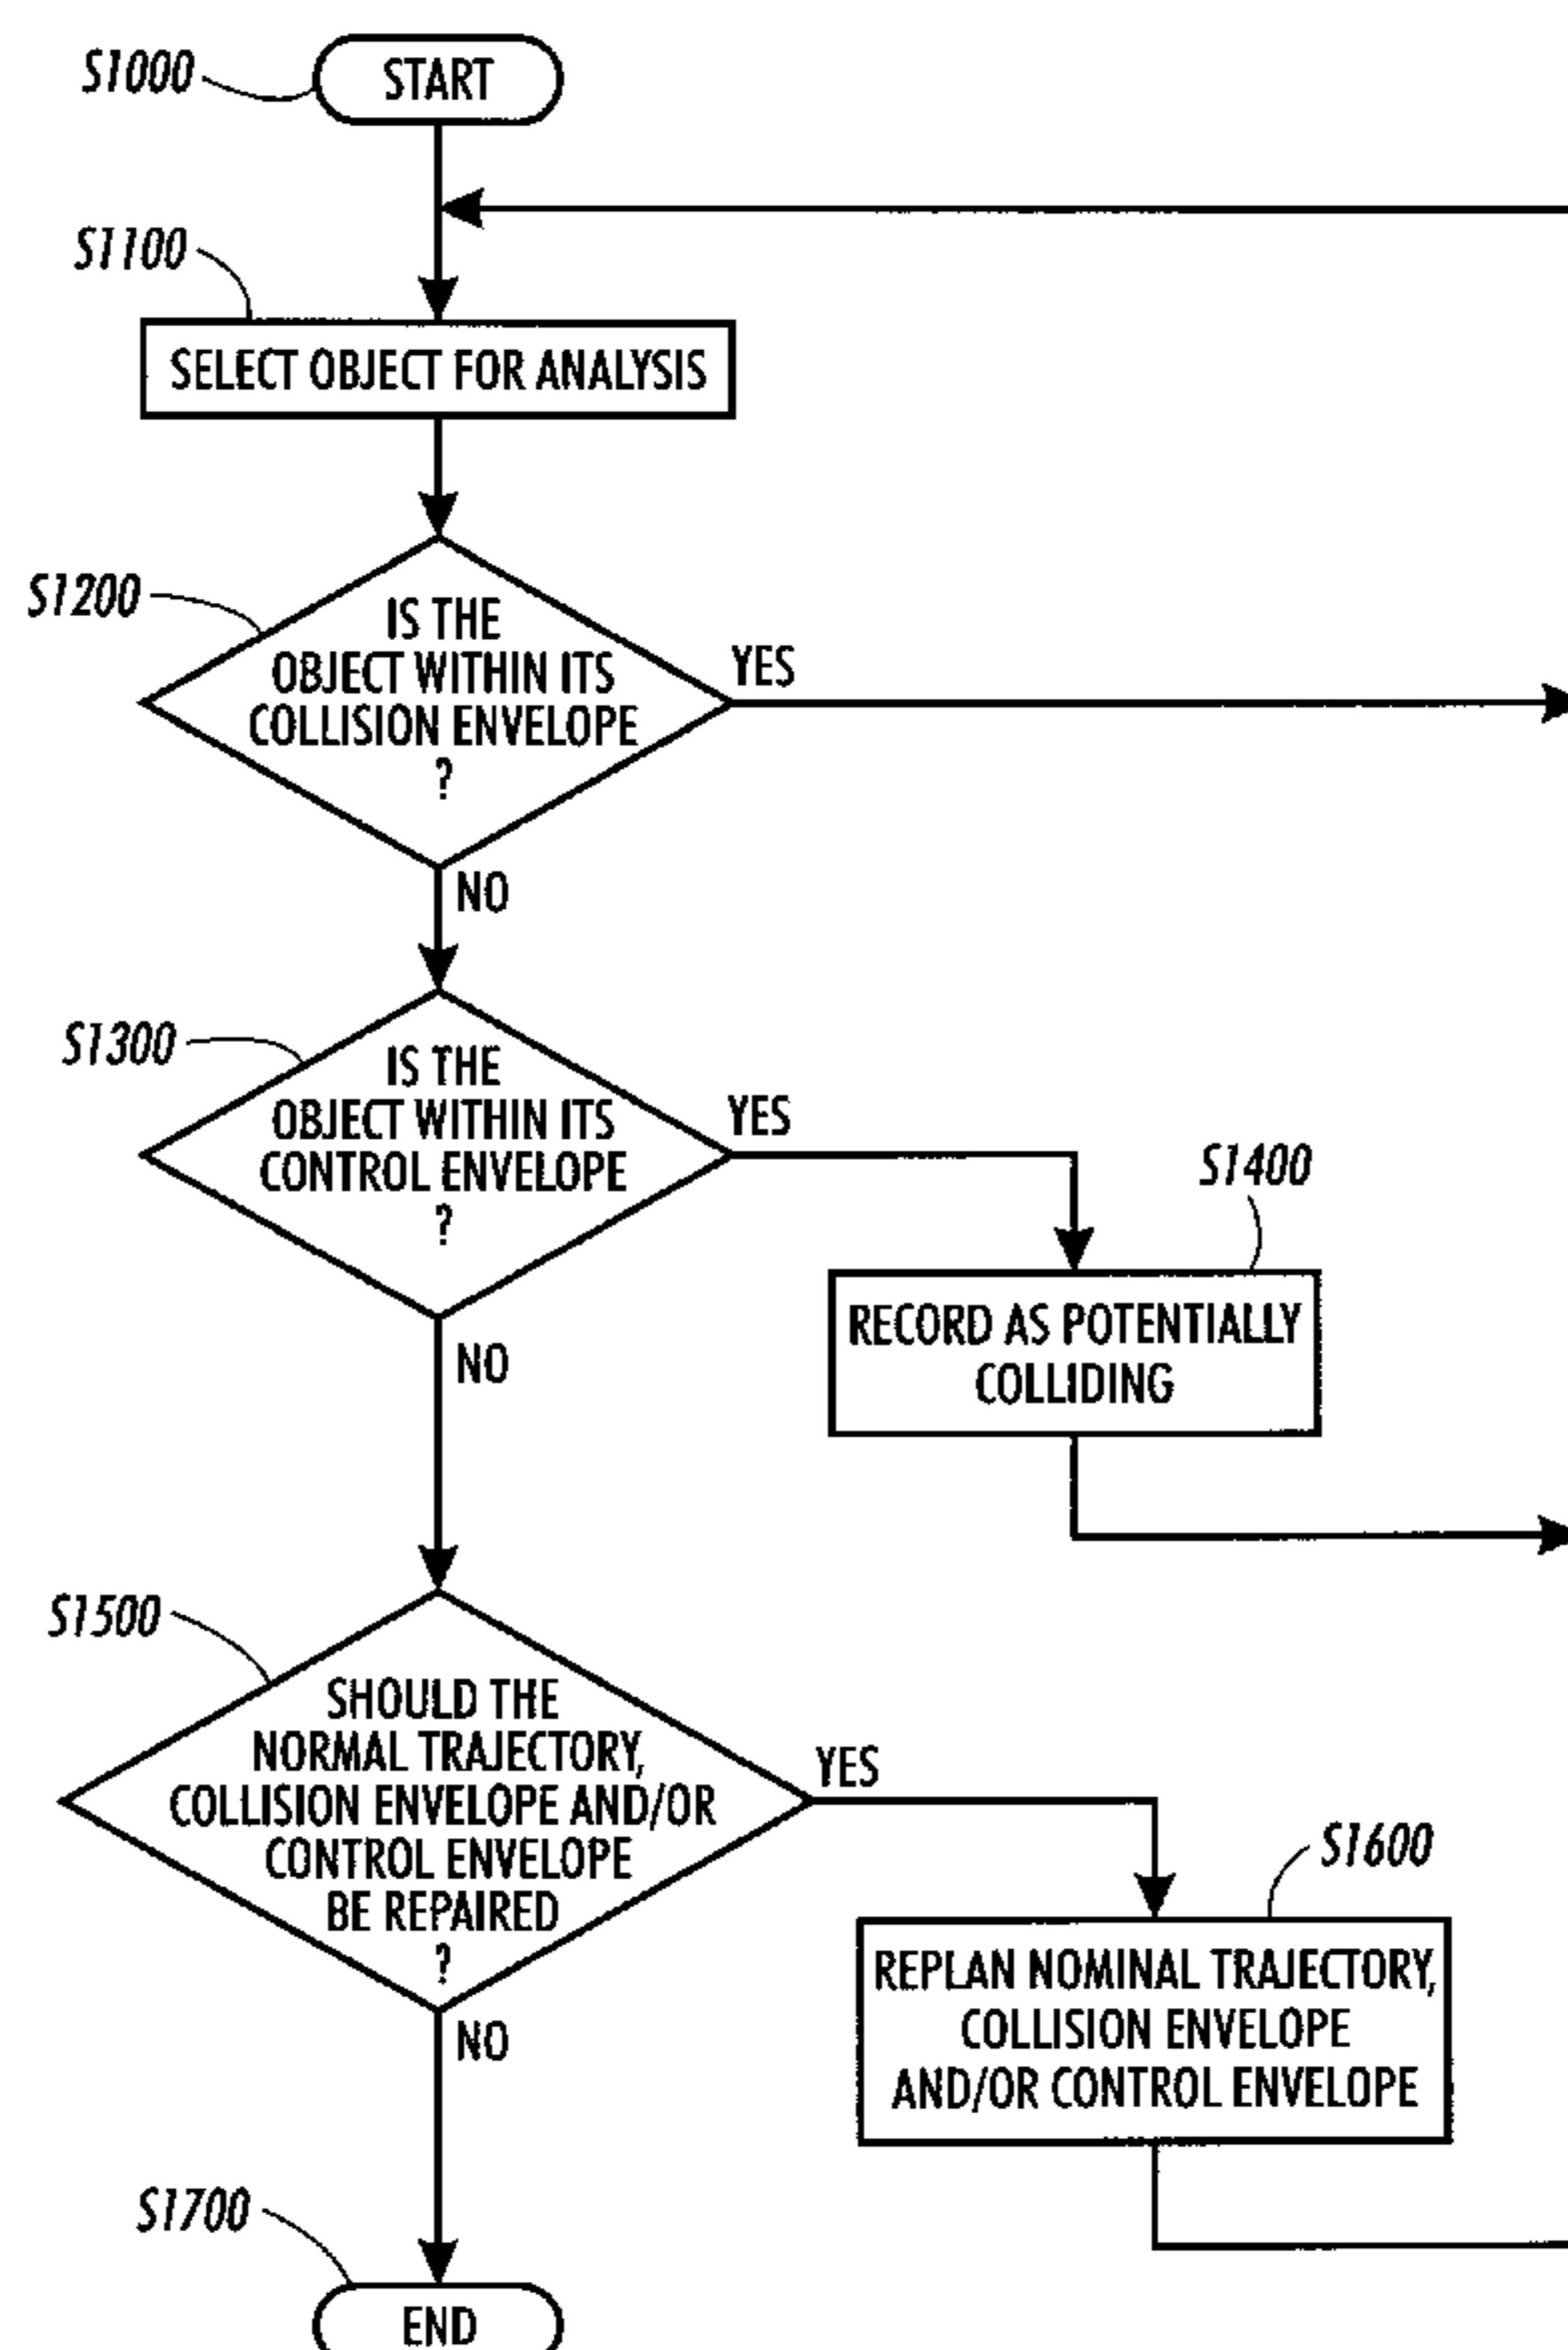 S1000
START
S1100
SELECT OBJECT FOR ANALYSIS
S1200
IS THE
OBJECT WITHIN ITS
COLLISION ENVELOPE
?
YES
NO
S1300
IS THE
OBJECT WITHIN ITS
CONTROL ENVELOPE
?
YES
S1400
RECORD AS POTENTIALLY
COLLIDING
NO
S1500
SHOULD THE
NORMAL TRAJECTORY,
COLLISION ENVELOPE AND/OR
CONTROL ENVELOPE
BE REPAIRED
?
YES
S1600
REPLAN NOMINAL TRAJECTORY,
COLLISION ENVELOPE
AND/OR CONTROL ENVELOPE
NO
S1700
END